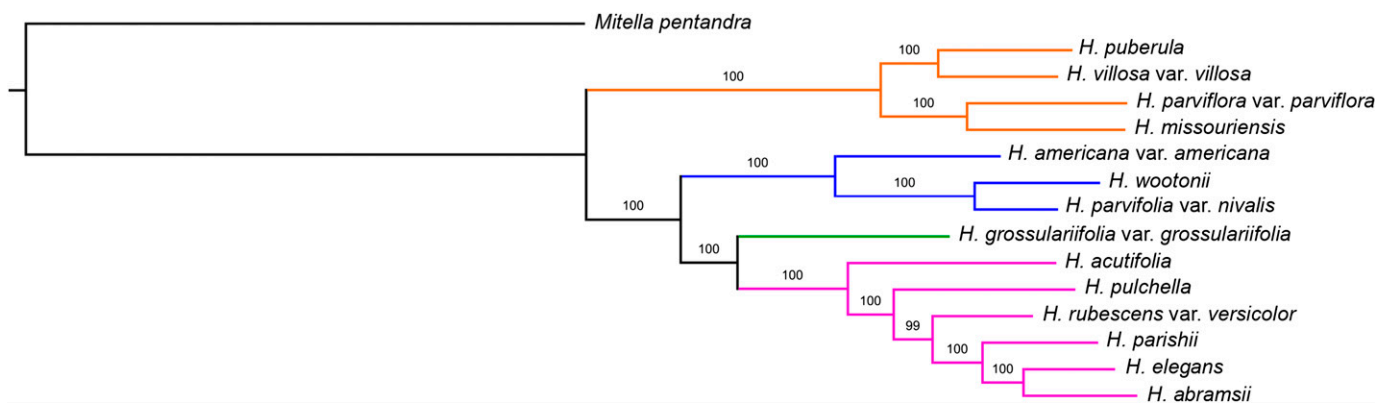 Mitella pentandra
H. puberula
100
H. villosa var. villosa
100
H. parviflora var. parviflora
100
H. missouriensis
H. americana var. americana
100
H. wootonii
100
H. parvifolia var. nivalis
100
H. grossulariifolia var. grossulariifolia
100
H. acutifolia
100
H. pulchella
100
H. rubescens var. versicolor
99
H. parishii
100
H. elegans
100
H. abramsii